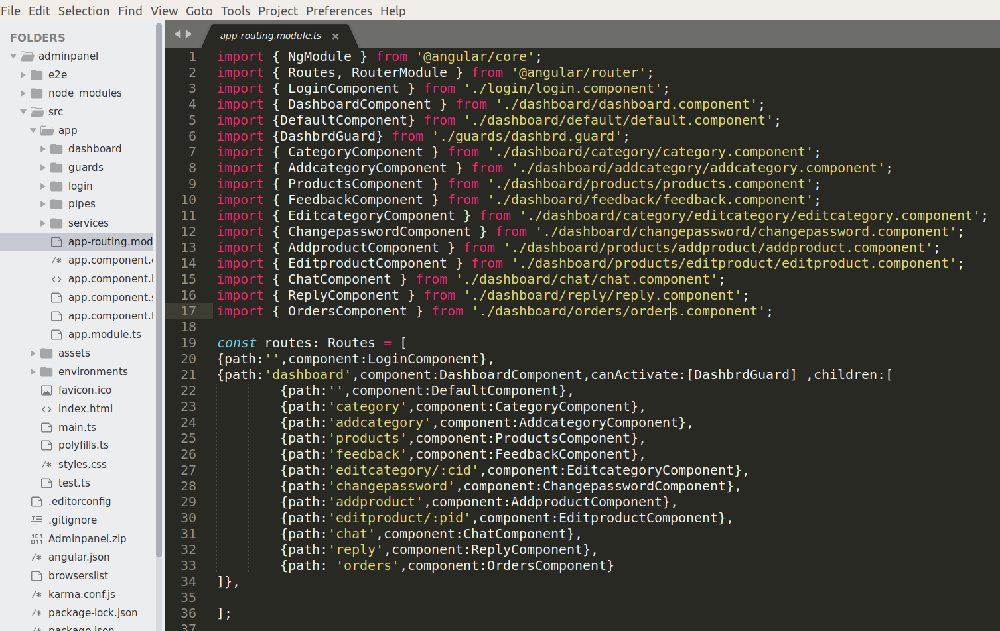 File Edit Selection Find View Goto Tools Project Preferences Help
FOLDERS
adminpanel
e2e
node_modules
src
app
dashboard
guards
login
pipes
services
app-routing.mod
app.component.
app.component.
app.component.
app.component.
app.module.ts
assets
environments
favicon.ico
index.html
main.ts
polyfills.ts
styles.css
test.ts
.editorconfig
.gitignore
Adminpanel.zip
angular.json
browserslist
karma.conf.js
package-lock.json
package.json
app-routing.module.ts ×
1 import { NgModule } from '@angular/core';
2 import { Routes, RouterModule } from '@angular/router';
3 import { LoginComponent } from './login/login.component';
4 import { DashboardComponent } from './dashboard/dashboard.component';
5 import {DefaultComponent} from './dashboard/default/default.component';
6 import {DashbrdGuard} from './guards/dashbrd.guard';
7 import { CategoryComponent } from './dashboard/category/category.component';
8 import { AddcategoryComponent } from './dashboard/addcategory/addcategory.component';
9 import { ProductsComponent } from './dashboard/products/products.component';
10 import { FeedbackComponent } from './dashboard/feedback/feedback.component';
11 import { EditcategoryComponent } from './dashboard/category/editcategory/editcategory.component';
12 import { ChangepasswordComponent } from './dashboard/changepassword/changepassword.component';
13 import { AddproductComponent } from './dashboard/products/addproduct/addproduct.component';
14 import { EditproductComponent } from './dashboard/products/editproduct/editproduct.component';
15 import { ChatComponent } from './dashboard/chat/chat.component';
16 import { ReplyComponent } from './dashboard/reply/reply.component';
17 import { OrdersComponent } from './dashboard/orders/orders.component';
18
19 const routes: Routes = [
20 {path:'',component:LoginComponent},
21 {path:'dashboard',component:DashboardComponent,canActivate:[DashbrdGuard] ,children:[
22 {path:'',component:DefaultComponent},
23 {path:'category',component:CategoryComponent},
24 {path:'addcategory',component:AddcategoryComponent},
25 {path:'products',component:ProductsComponent},
26 {path:'feedback',component:FeedbackComponent},
27 {path:'editcategory/:cid',component:EditcategoryComponent},
28 {path:'changepassword',component:ChangepasswordComponent},
29 {path:'addproduct',component:AddproductComponent},
30 {path:'editproduct/:pid',component:EditproductComponent},
31 {path:'chat',component:ChatComponent},
32 {path:'reply',component:ReplyComponent},
33 {path: 'orders',component:OrdersComponent}
34 ]},
35
36 ];
37